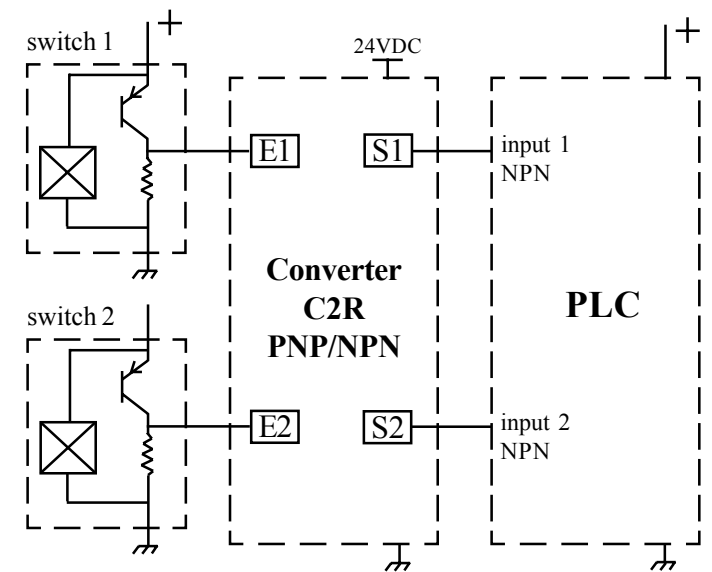 switch 1
+
24VDC
+
E1
S1
input 1
NPN
Converter
C2R
PNP/NPN
PLC
switch 2
E2
S2
input 2
NPN